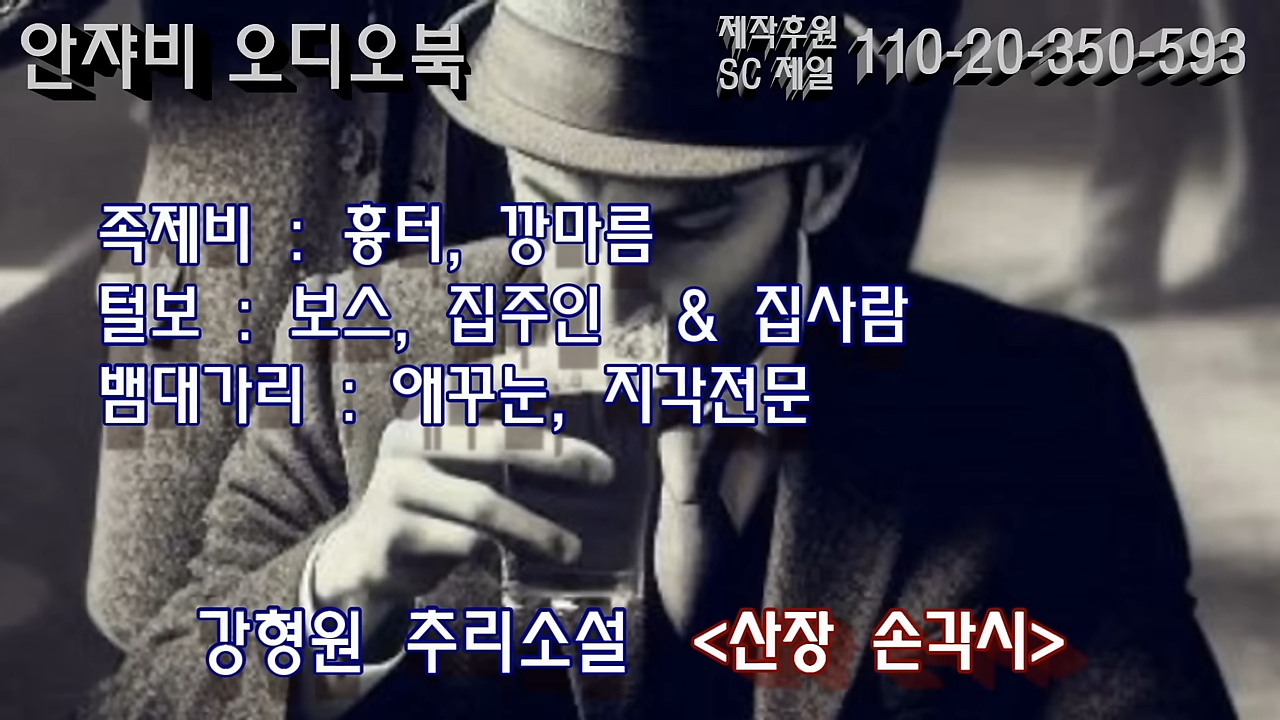 안쟈비 오디오북
제작후원
SC 제일
110-20-350-593
족제비 : 흉터, 깡마름
털보 : 보스, 집주인 & 집사람
뱀대가리 : 애꾸눈, 지각전문
강형원 추리소설 <산장 손각시>